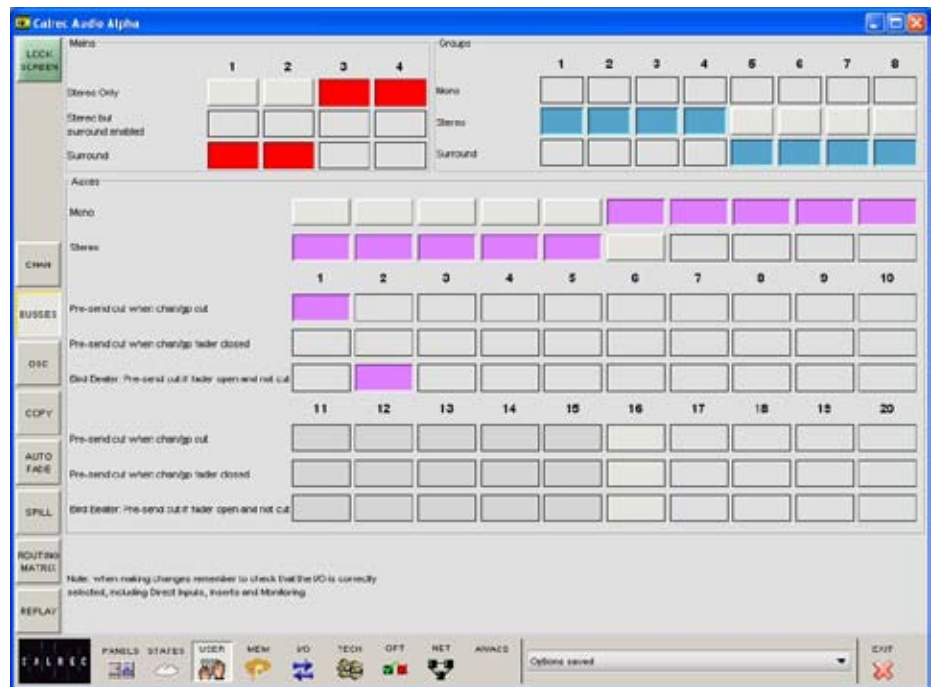 Calrec Audio Alpha
LOCK SCREEN
Mains
1 2 3 4
Stereo Only
Stereo but
surround enabled
Surround
Groups
1 2 3 4 5 6 7 8
Mono
Stereo
Surround
Auxes
Mono
Stereo
1 2 3 4 5 6 7 8 9 10
Pre-send cut when chan/gp cut
Pre-send cut when chan/gp fader closed
Bird Beater: Pre-send cut if fader open and not cut
11 12 13 14 15 16 17 18 19 20
Pre-send cut when chan/gp cut
Pre-send cut when chan/gp fader closed
Bird Beater: Pre-send cut if fader open and not cut
Note: when making changes remember to check that the I/O is correctly
selected, including Direct Inputs, Inserts and Monitoring.
CHAN
BUSSES
OSC
COPY
AUTO
FADE
SPILL
ROUTING
MATRIX
REPLAY
CALREC
PANELS STATES USER MEM I/O TECH OPT NET AWACS
Options saved
EXIT